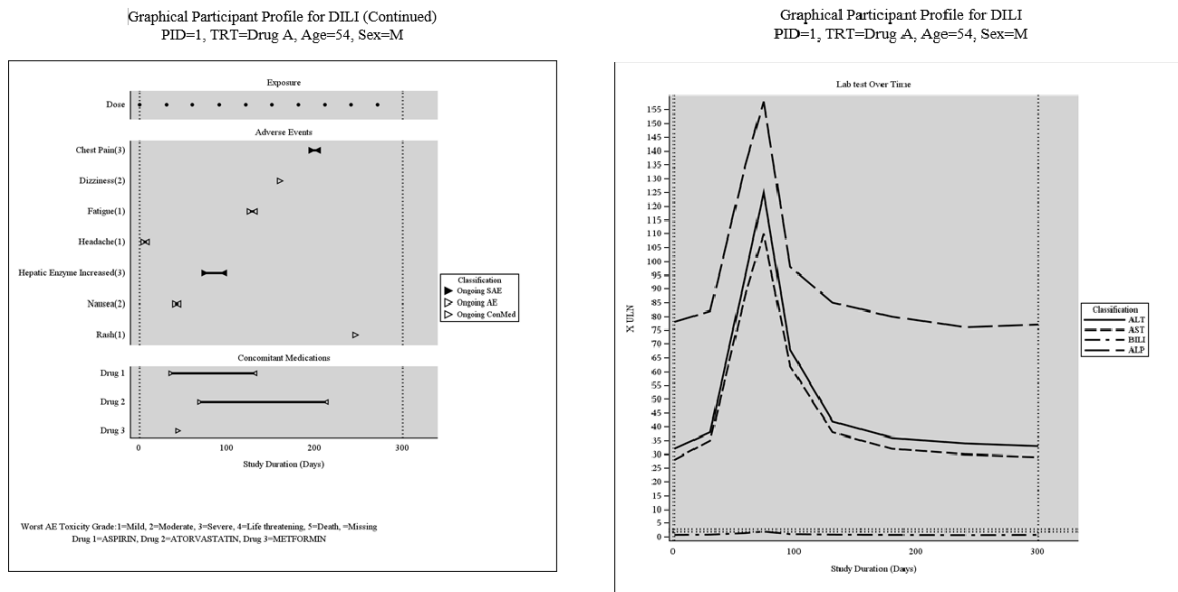 Graphical Participant Profile for DILI (Continued)
PID=1, TRT=Drug A, Age=54, Sex=M
Exposure
Dose
Adverse Events
Chest Pain(3)
Dizziness(2)
Fatigue(1)
Headache(1)
Hepatic Enzyme Increased(3)
Nausea(2)
Rash(1)
Classification
Ongoing SAE
Ongoing AE
Ongoing ConMed
Concomitant Medications
Drug 1
Drug 2
Drug 3
0 100 200 300
Study Duration (Days)
Worst AE Toxicity Grade:1=Mild, 2=Moderate, 3=Severe, 4=Life threatening, 5=Death, =Missing
Drug 1=ASPIRIN, Drug 2=ATORVASTATIN, Drug 3=METFORMIN
Graphical Participant Profile for DILI
PID=1, TRT=Drug A, Age=54, Sex=M
Lab test Over Time
X ULN
155
150
145
140
135
130
125
120
115
110
105
100
95
90
85
80
75
70
65
60
55
50
45
40
35
30
25
20
15
10
5
0
0 100 200 300
Study Duration (Days)
Classification
ALT
AST
BILI
ALP